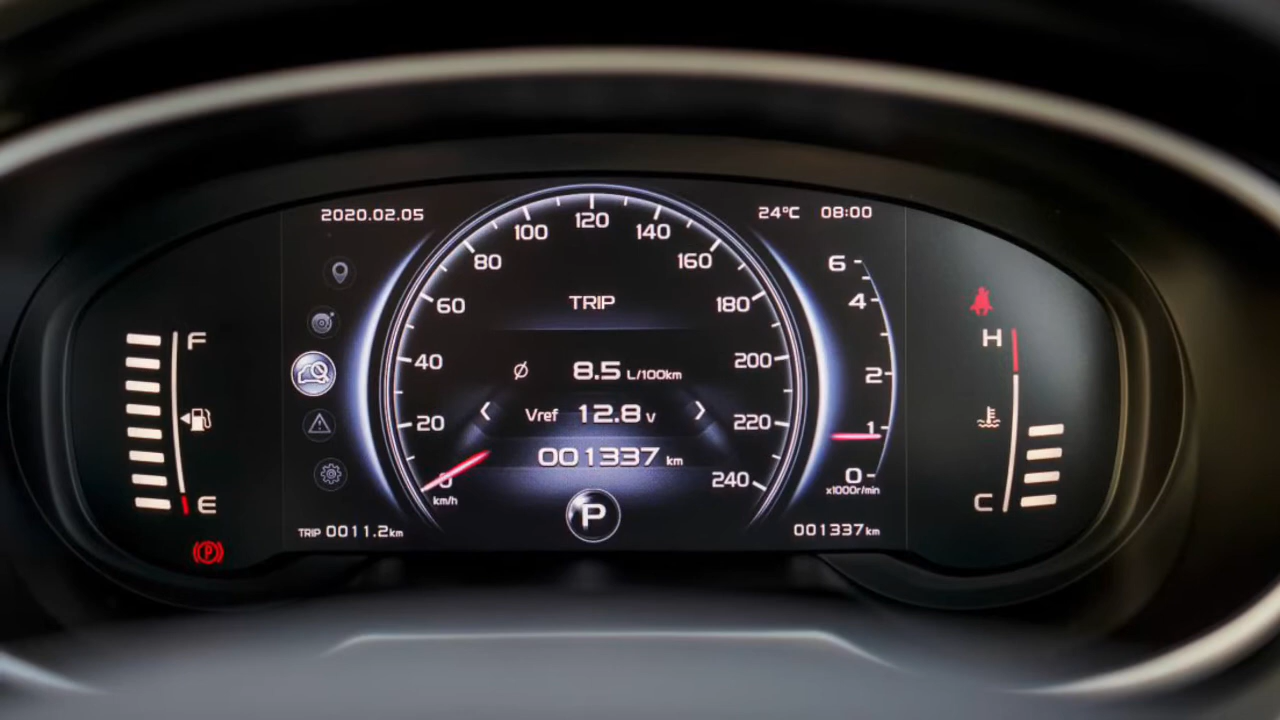 2020.02.05
24°C 08:00
0
20
40
60
80
100
120
140
160
180
200
220
240
km/h
TRIP
Ø 8.5 L/100km
Vref 12.8 v
001337 km
P
TRIP 0011.2km
6
4
2
1
0
x1000r/min
001337km
F
E
P
H
C